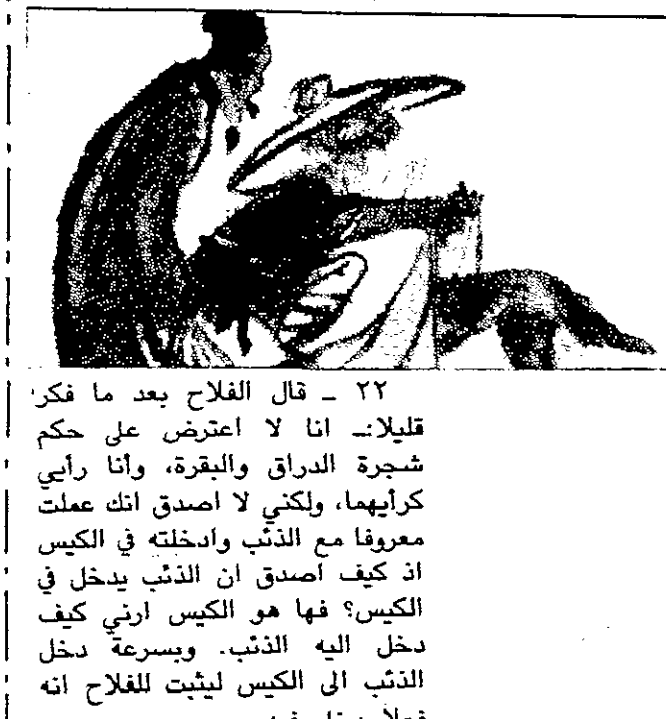 ٢٢ ـ قال الفلاح بعد ما فكر
قليلا:ـ انا لا اعترض على حكم
شجرة الدراق والبقرة، وأنا رأيي
كرأيهما، ولكني لا اصدق انك عملت
معروفا مع الذئب وادخلته في الكيس
اذ كيف اصدق ان الذئب يدخل في
الكيس؟ فها هو الكيس ارني كيف
دخل اليه الذئب. وبسرعة دخل
الذئب الى الكيس ليثبت للفلاح انه